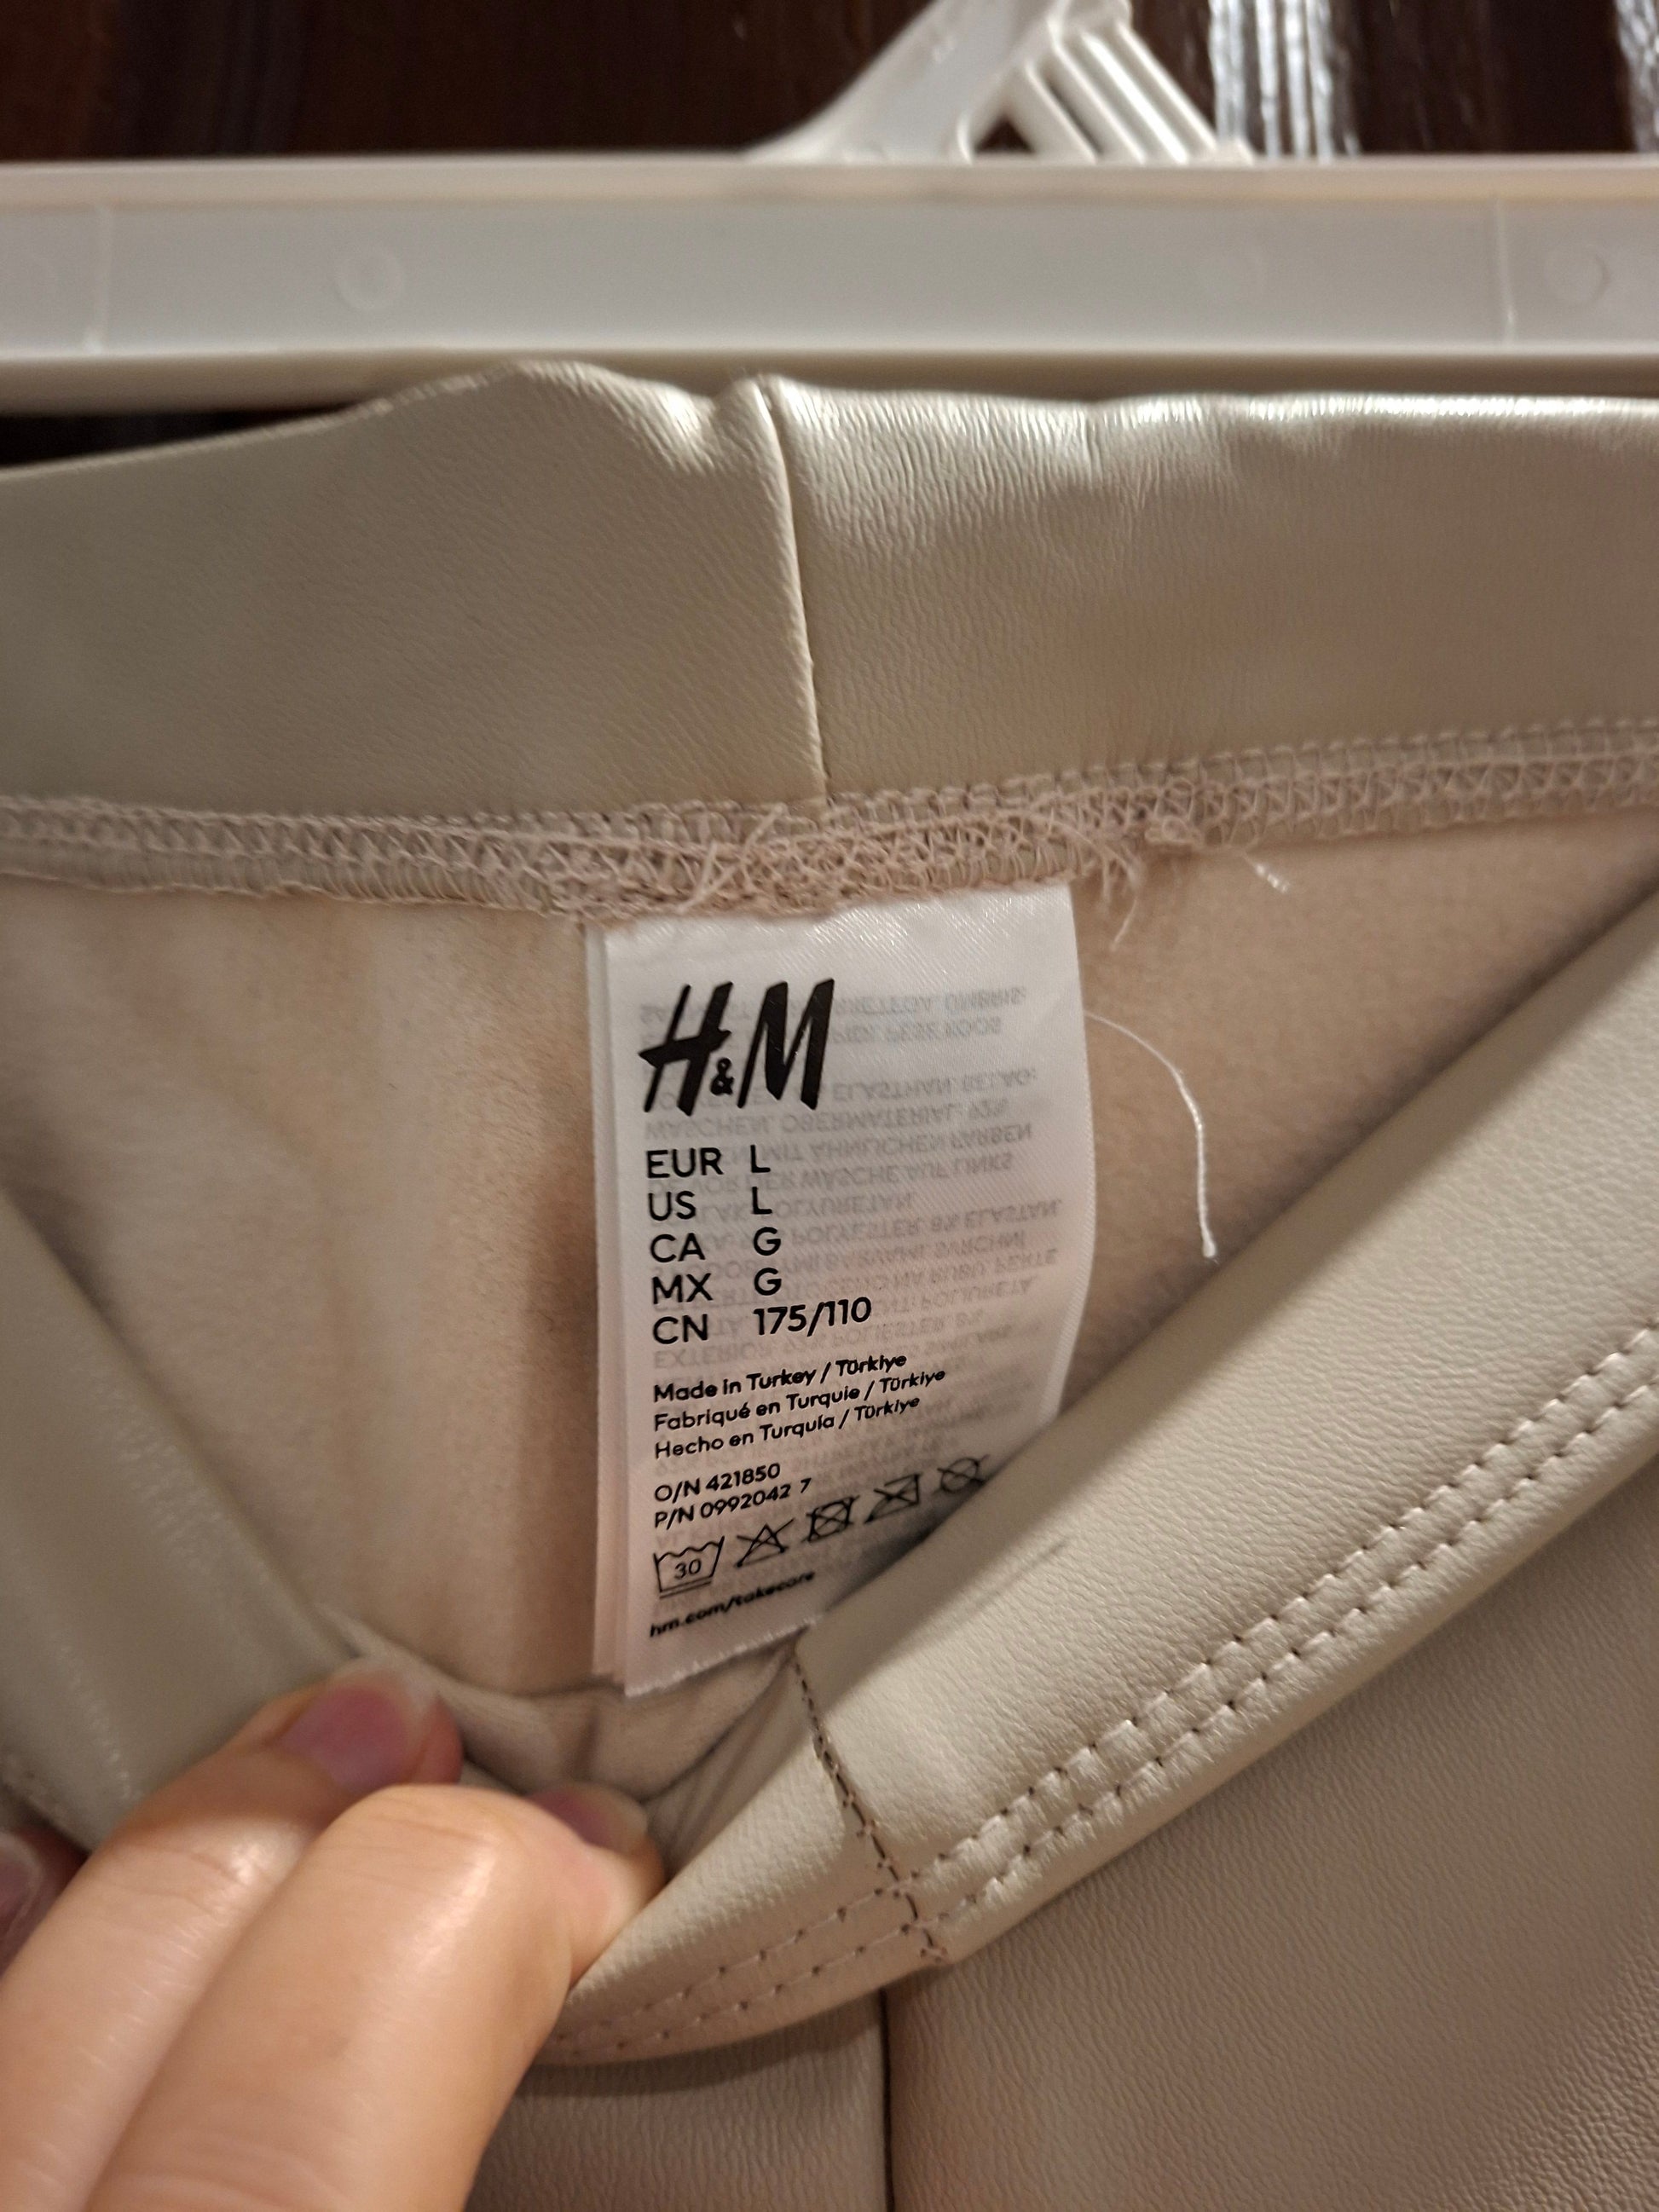 H&M
EUR L
US L
CA G
MX G
CN 175/110
Made in Turkey / Türkiye
Fabriqué en Turquie / Türkiye
Hecho en Turquía / Türkiye
O/N 421850
P/N 0992042 7
30
hm.com/takecare